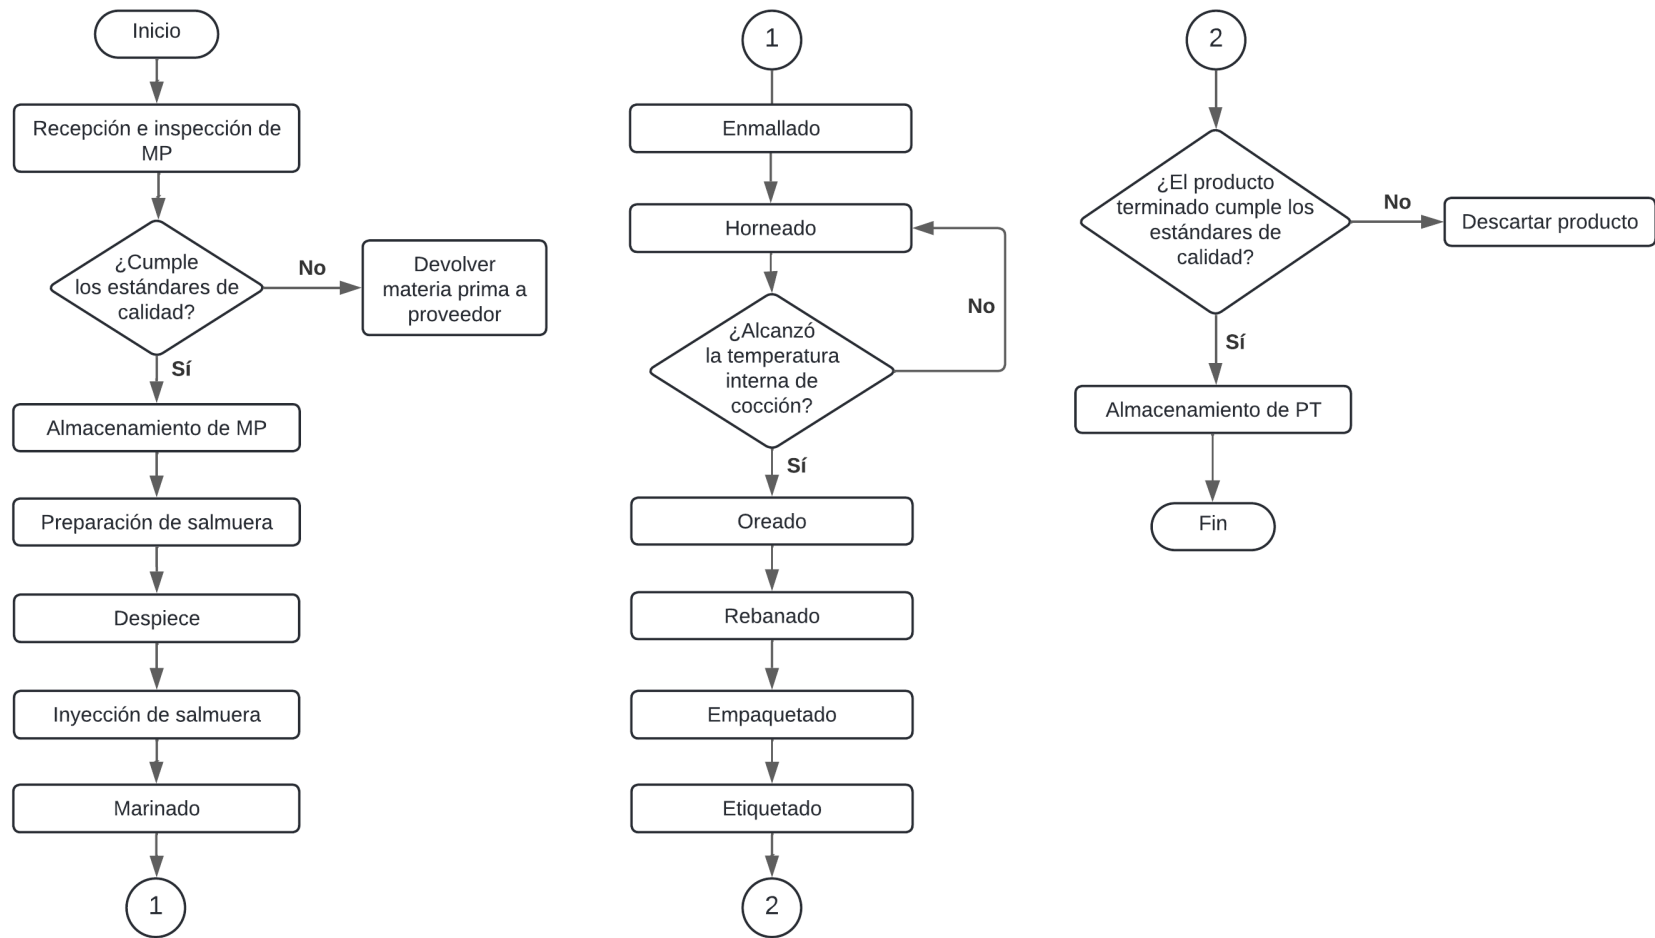 Inicio
Recepción e inspección de
MP
¿Cumple
los estándares de
calidad?
No
Devolver
materia prima a
proveedor
Sí
Almacenamiento de MP
Preparación de salmuera
Despiece
Inyección de salmuera
Marinado
1
1
Enmallado
Horneado
¿Alcanzó
la temperatura
interna de
cocción?
No
Sí
Oreado
Rebanado
Empaquetado
Etiquetado
2
2
¿El producto
terminado cumple los
estándares de
calidad?
No
Descartar producto
Sí
Almacenamiento de PT
Fin